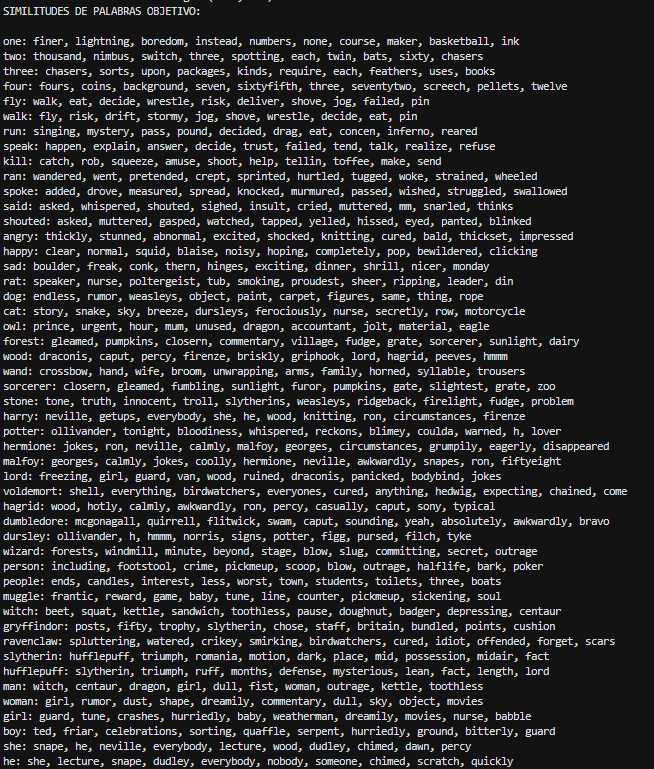 SIMILITUDES DE PALABRAS OBJETIVO:
one: finer, lightning, boredom, instead, numbers, none, course, maker, basketball, ink
two: thousand, nimbus, switch, three, spotting, each, twin, bats, sixty, chasers
three: chasers, sorts, upon, packages, kinds, require, each, feathers, uses, books
four: fours, coins, background, seven, sixtyfifth, three, seventytwo, screech, pellets, twelve
fly: walk, eat, decide, wrestle, risk, deliver, shove, jog, failed, pin
walk: fly, risk, drift, stormy, jog, shove, wrestle, decide, eat, pin
run: singing, mystery, pass, pound, decided, drag, eat, concen, inferno, reared
speak: happen, explain, answer, decide, trust, failed, tend, talk, realize, refuse
kill: catch, rob, squeeze, amuse, shoot, help, tellin, toffee, make, send
ran: wandered, went, pretended, crept, sprinted, hurtled, tugged, woke, strained, wheeled
spoke: added, drove, measured, spread, knocked, murmured, passed, wished, struggled, swallowed
said: asked, whispered, shouted, sighed, insult, cried, muttered, mm, snarled, thinks
shouted: asked, muttered, gasped, watched, tapped, yelled, hissed, eyed, panted, blinked
angry: thickly, stunned, abnormal, excited, shocked, knitting, cured, bald, thickset, impressed
happy: clear, normal, squid, blaise, noisy, hoping, completely, pop, bewildered, clicking
sad: boulder, freak, conk, thern, hinges, exciting, dinner, shrill, nicer, monday
rat: speaker, nurse, poltergeist, tub, smoking, proudest, sheer, ripping, leader, din
dog: endless, rumor, weasleys, object, paint, carpet, figures, same, thing, rope
cat: story, snake, sky, breeze, dursleys, ferociously, nurse, secretly, row, motorcycle
owl: prince, urgent, hour, mum, unused, dragon, accountant, jolt, material, eagle
forest: gleamed, pumpkins, closern, commentary, village, fudge, grate, sorcerer, sunlight, dairy
wood: draconis, caput, percy, firenze, briskly, griphook, lord, hagrid, peeves, hmmm
wand: crossbow, hand, wife, broom, unwrapping, arms, family, horned, syllable, trousers
sorcerer: closern, gleamed, fumbling, sunlight, furor, pumpkins, gate, slightest, grate, zoo
stone: tone, truth, innocent, troll, slytherins, weasleys, ridgeback, firelight, fudge, problem
harry: neville, getups, everybody, she, he, wood, knitting, ron, circumstances, firenze
potter: ollivander, tonight, bloodiness, whispered, reckons, blimey, coulda, warned, h, lover
hermione: jokes, ron, neville, calmly, malfoy, georges, circumstances, grumpily, eagerly, disappeared
malfoy: georges, calmly, jokes, coolly, hermione, neville, awkwardly, snapes, ron, fiftyeight
lord: freezing, girl, guard, van, wood, ruined, draconis, panicked, bodybind, jokes
voldemort: shell, everything, birdwatchers, everyones, cured, anything, hedwig, expecting, chained, come
hagrid: wood, hotly, calmly, awkwardly, ron, percy, casually, caput, sony, typical
dumbledore: mcgonagall, quirrell, flitwick, swam, caput, sounding, yeah, absolutely, awkwardly, bravo
dursley: ollivander, h, hmmm, norris, signs, potter, figg, pursed, filch, tyke
wizard: forests, windmill, minute, beyond, stage, blow, slug, committing, secret, outrage
person: including, footstool, crime, pickmeup, scoop, blow, outrage, halflife, bark, poker
people: ends, candles, interest, less, worst, town, students, toilets, three, boats
muggle: frantic, reward, game, baby, tune, line, counter, pickmeup, sickening, soul
witch: beet, squat, kettle, sandwich, toothless, pause, doughnut, badger, depressing, centaur
gryffindor: posts, fifty, trophy, slytherin, chose, staff, britain, bundled, points, cushion
ravenclaw: spluttering, watered, crikey, smirking, birdwatchers, cured, idiot, offended, forget, scars
slytherin: hufflepuff, triumph, romania, motion, dark, place, mid, possession, midair, fact
hufflepuff: slytherin, triumph, ruff, months, defense, mysterious, lean, fact, length, lord
man: witch, centaur, dragon, girl, dull, fist, woman, outrage, kettle, toothless
woman: girl, rumor, dust, shape, dreamily, commentary, dull, sky, object, movies
girl: guard, tune, crashes, hurriedly, baby, weatherman, dreamily, movies, nurse, babble
boy: ted, friar, celebrations, sorting, quaffle, serpent, hurriedly, ground, bitterly, guard
she: snape, he, neville, everybody, lecture, wood, dudley, chimed, dawn, percy
he: she, lecture, snape, dudley, everybody, nobody, someone, chimed, scratch, quickly